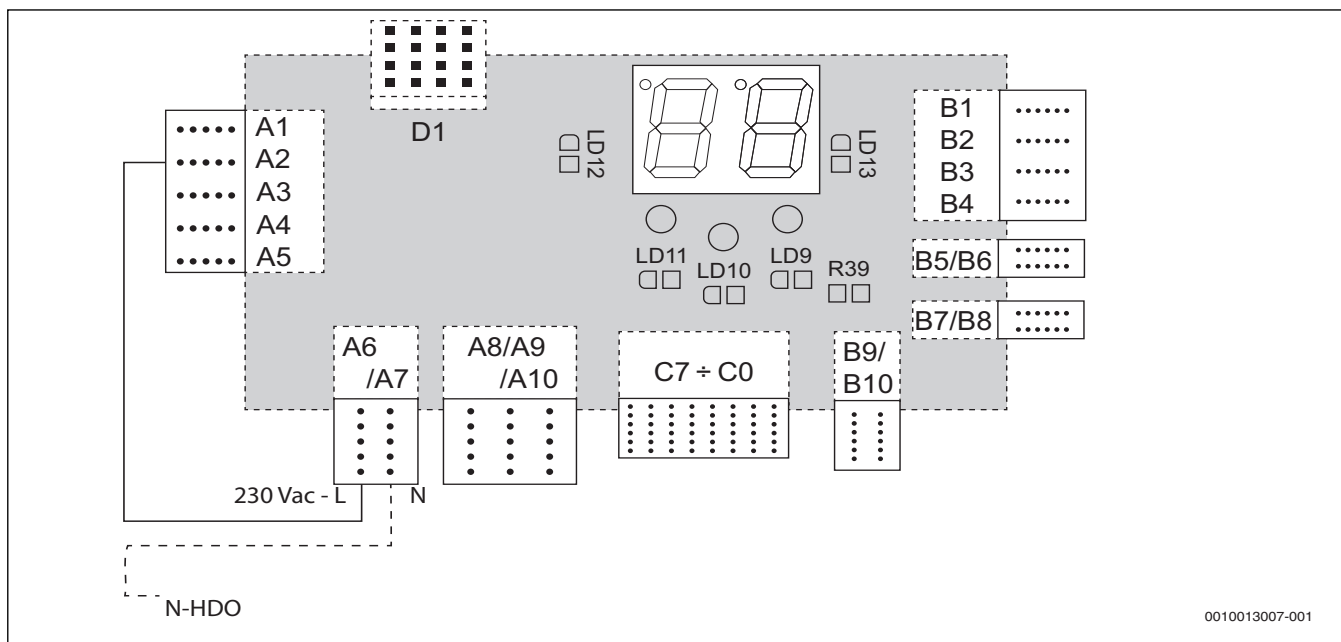 D1
A1
A2
A3
A4
A5
LD12
LD13
B1
B2
B3
B4
B5/B6
B7/B8
LD11
LD10
LD9
R39
A6
/A7
A8/A9
/A10
C7 ÷ C0
B9/
B10
230 Vac - L
N
N-HDO
0010013007-001